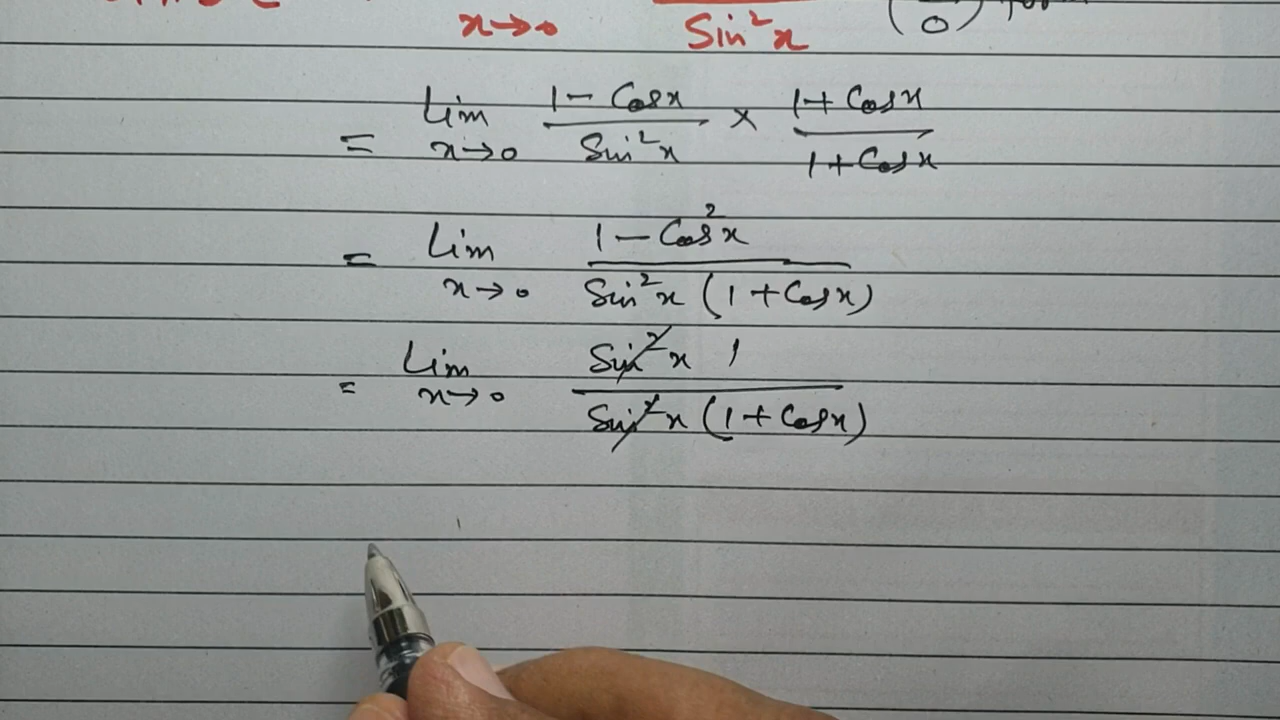 x→0 Sin²x (—/0) form
= Lim x→0 1 - Cosx / Sin²x × 1 + Cosx / 1 + Cosx
= Lim x→0 1 - Cos²x / Sin²x (1 + Cosx)
= Lim x→0 Sin²x 1 / Sin²x (1 + Cosx)